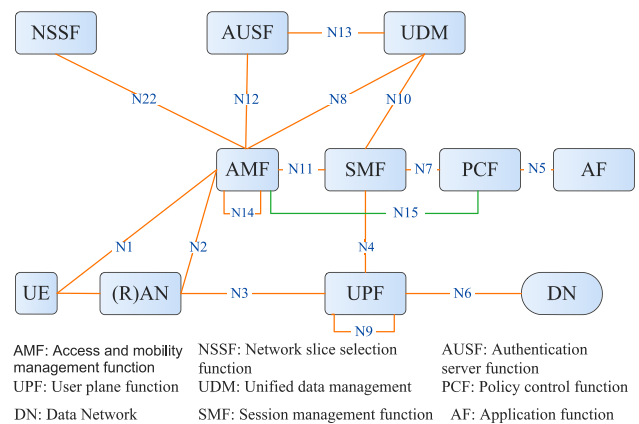 NSSF AUSF N13 UDM
N22 N12 N8 N10
AMF N11 SMF N7 PCF N5 AF
N14 N15
N1 N2 N4
UE (R)AN N3 UPF N6 DN
N9
AMF: Access and mobility
management function
NSSF: Network slice selection
function
AUSF: Authentication
server function
UPF: User plane function
UDM: Unified data management
PCF: Policy control function
DN: Data Network
SMF: Session management function
AF: Application function